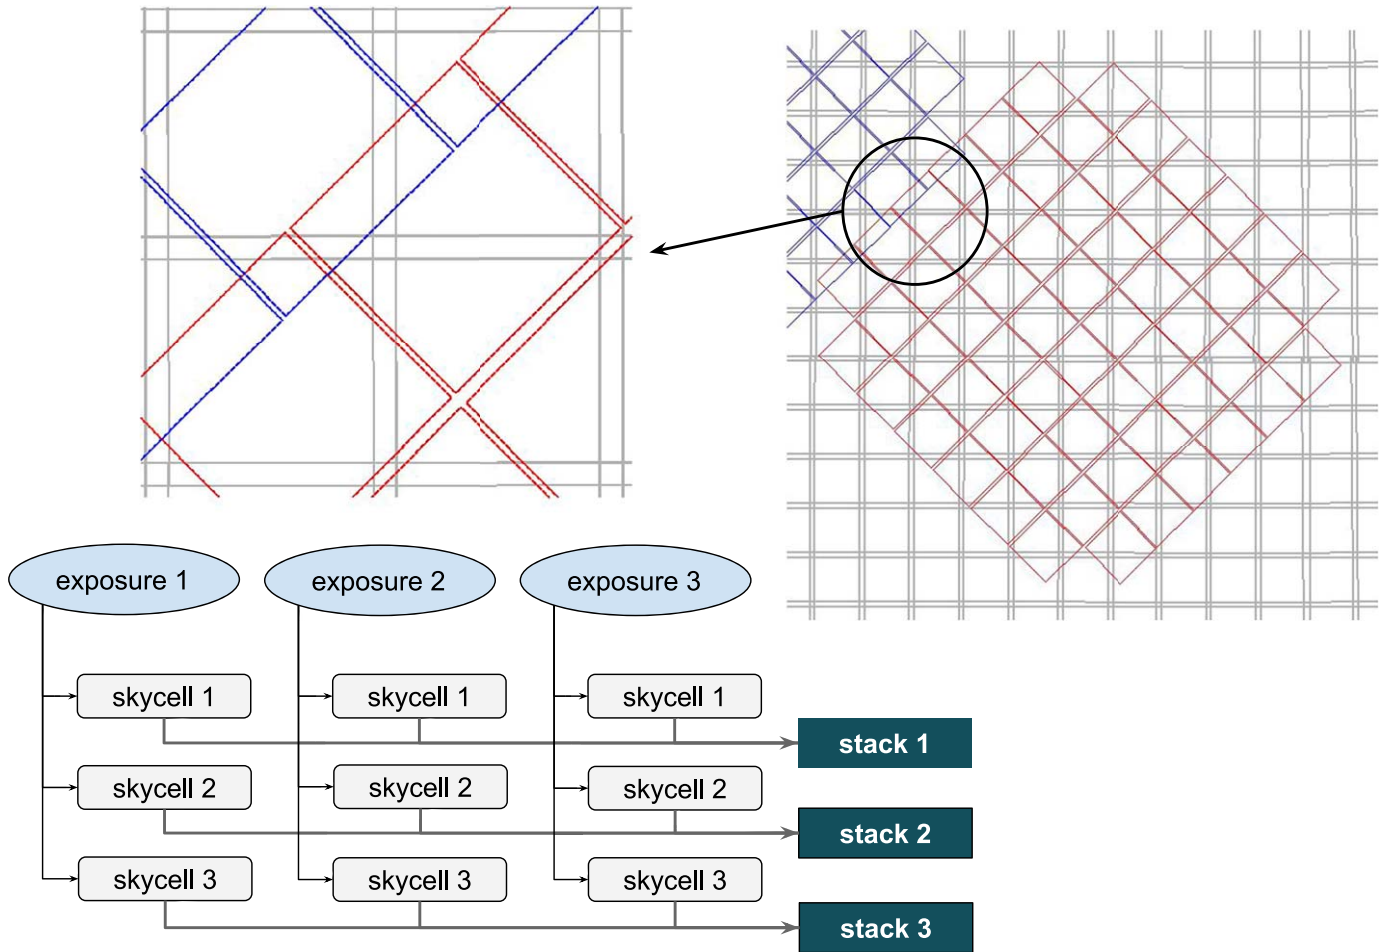 exposure 1
exposure 2
exposure 3
skycell 1
skycell 1
skycell 1
stack 1
skycell 2
skycell 2
skycell 2
stack 2
skycell 3
skycell 3
skycell 3
stack 3